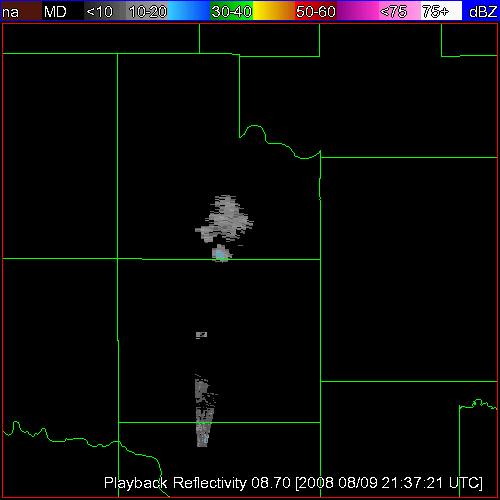 na MD <10 10-20 30-40 50-60 <75 75+ dBZ
Playback Reflectivity 08.70 [2008 08/09 21:37:21 UTC]